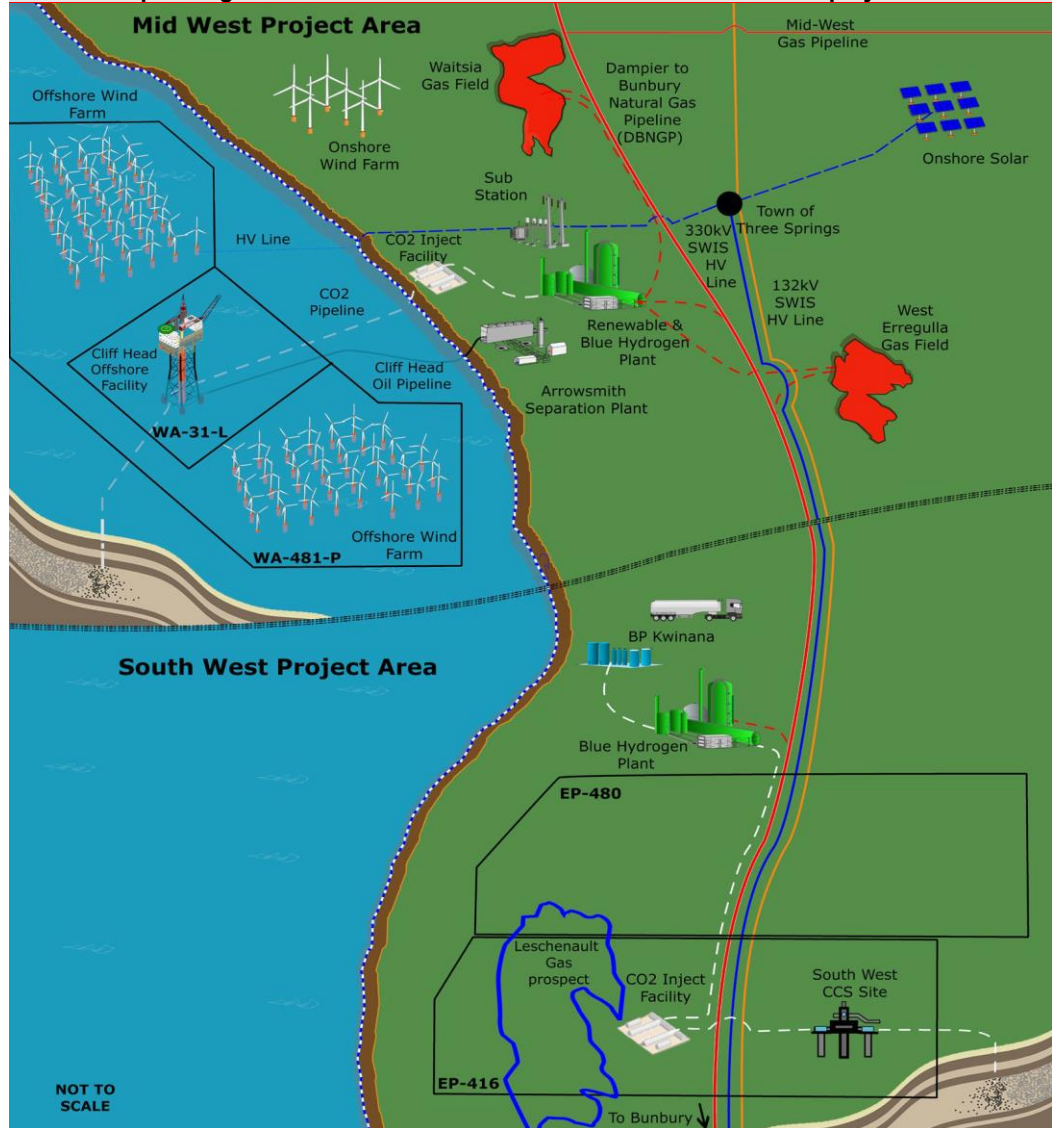 Mid West Project Area
Mid-West
Gas Pipeline
Waitsia
Gas Field
Dampier to
Bunbury
Natural Gas
Pipeline
(DBNGP)
Offshore Wind
Farm
Onshore
Wind Farm
Onshore Solar
Sub
Station
Town of
Three Springs
HV Line
CO2 Inject
Facility
330kV
SWIS
HV
Line
132kV
SWIS
HV Line
CO2
Pipeline
West
Erregulla
Gas Field
Renewable &
Blue Hydrogen
Plant
Cliff Head
Offshore
Facility
Cliff Head
Oil Pipeline
Arrowsmith
Separation Plant
WA-31-L
Offshore Wind
Farm
WA-481-P
BP Kwinana
South West Project Area
Blue Hydrogen
Plant
EP-480
Leschenault
Gas
prospect
CO2 Inject
Facility
South West
CCS Site
EP-416
NOT TO
SCALE
To Bunbury